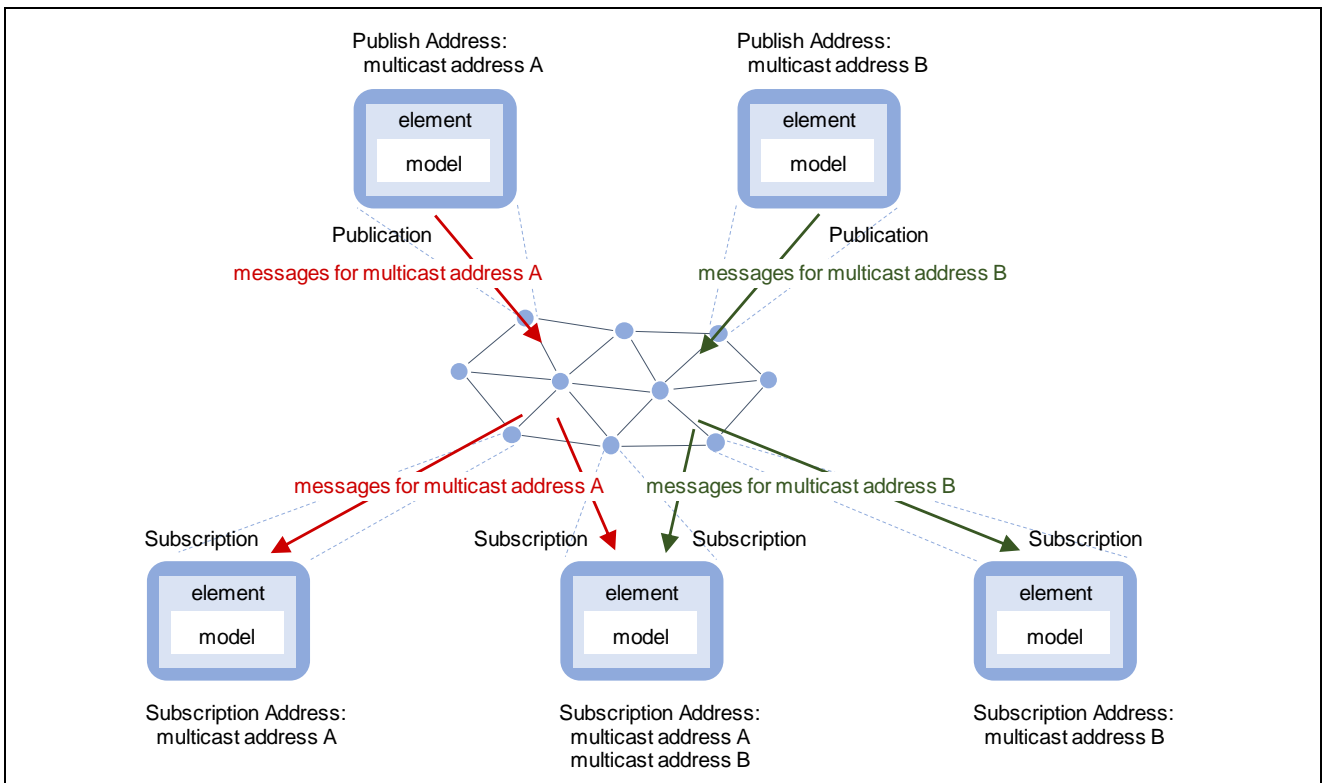 Publish Address:
multicast address A
Publish Address:
multicast address B
element
model
element
model
Publication
messages for multicast address A
Publication
messages for multicast address B
messages for multicast address A
messages for multicast address B
Subscription
Subscription
Subscription
Subscription
element
model
element
model
element
model
Subscription Address:
multicast address A
Subscription Address:
multicast address A
multicast address B
Subscription Address:
multicast address B